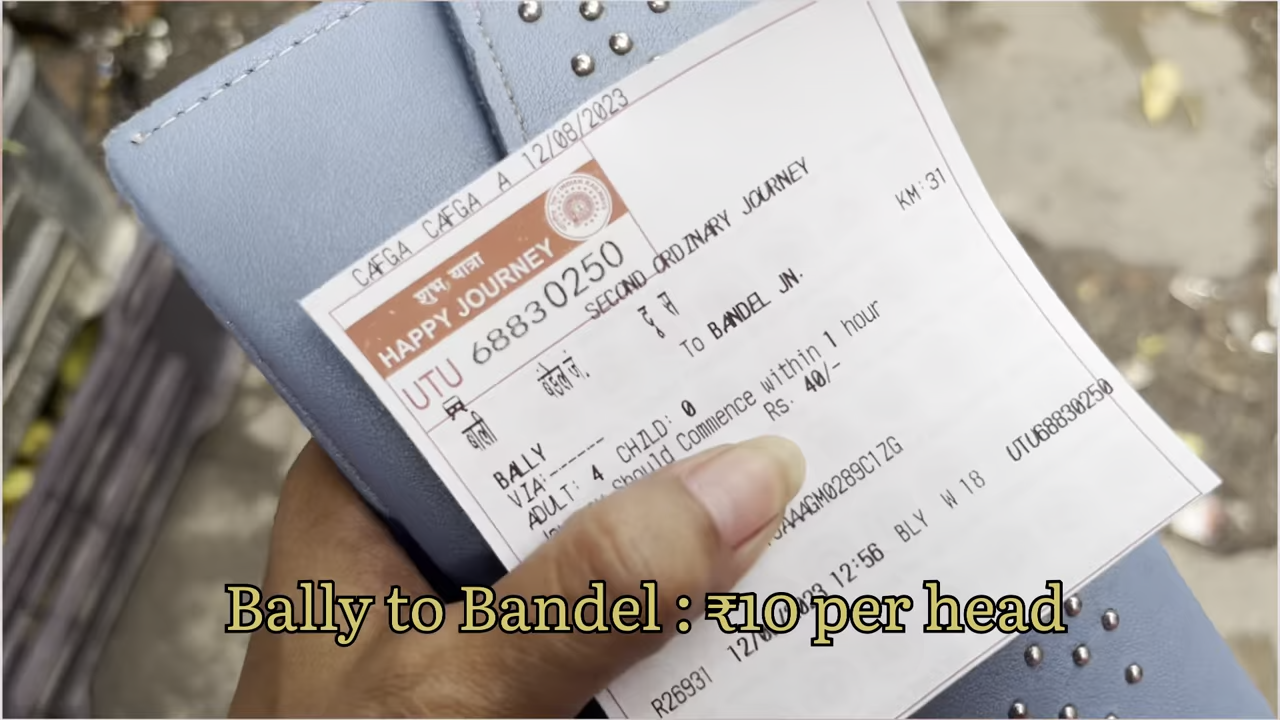 CAFGA CAFGA A 12/08/2023
शुभ यात्रा
HAPPY JOURNEY
UTU 68830250
SECOND ORDINARY JOURNEY
KM:31
बाली
बंडेल जं.
टू से
BALLY To BANDEL JN.
VIA:------
ADULT: 4 CHILD: 0
Should Commence within 1 hour
Rs. 40/-
AAAGM0289C1ZG
UTU68830250
R26931 12:56 BLY W 18
Bally to Bandel : ₹10 per head